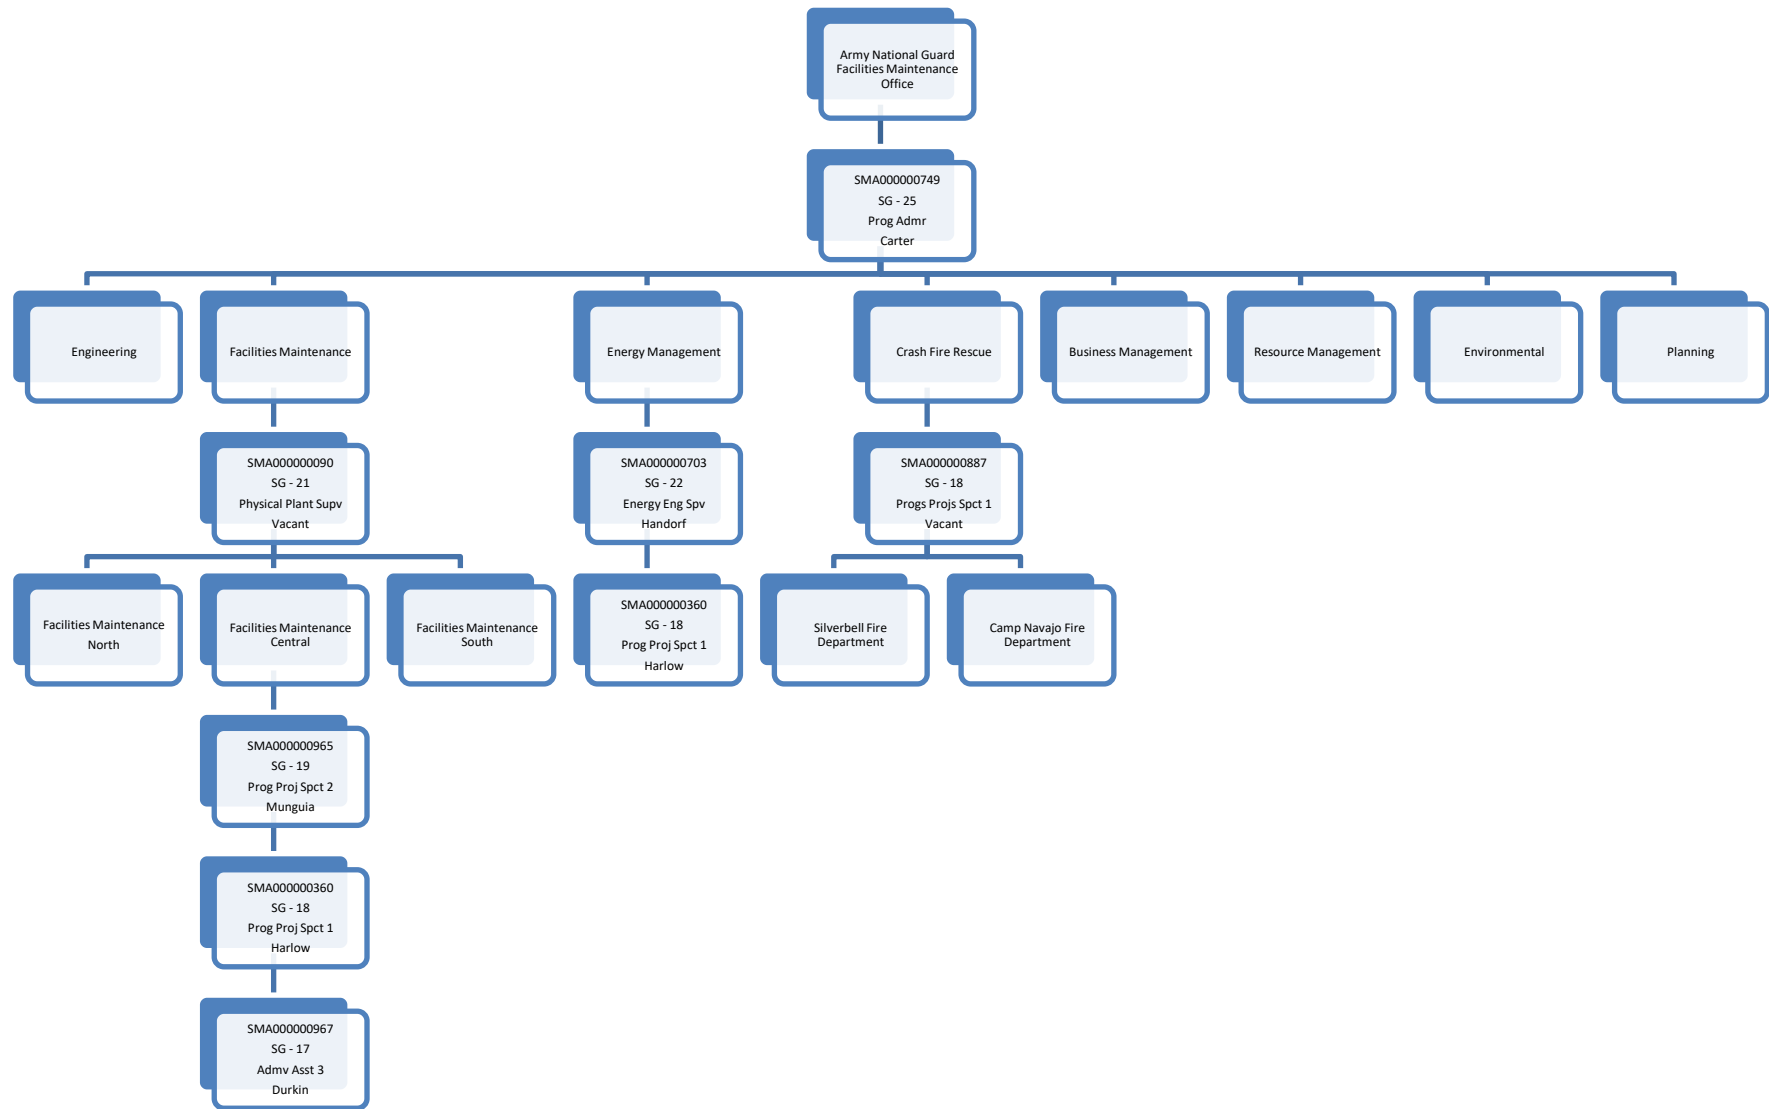 Army National Guard
Facilities Maintenance
Office
SMA000000749
SG - 25
Prog Admr
Carter
Engineering
Facilities Maintenance
Energy Management
Crash Fire Rescue
Business Management
Resource Management
Environmental
Planning
SMA000000090
SG - 21
Physical Plant Supv
Vacant
SMA000000703
SG - 22
Energy Eng Spv
Handorf
SMA000000887
SG - 18
Progs Projs Spct 1
Vacant
Facilities Maintenance
North
Facilities Maintenance
Central
Facilities Maintenance
South
SMA000000360
SG - 18
Prog Proj Spct 1
Harlow
Silverbell Fire
Department
Camp Navajo Fire
Department
SMA000000965
SG - 19
Prog Proj Spct 2
Munguia
SMA000000360
SG - 18
Prog Proj Spct 1
Harlow
SMA000000967
SG - 17
Admv Asst 3
Durkin